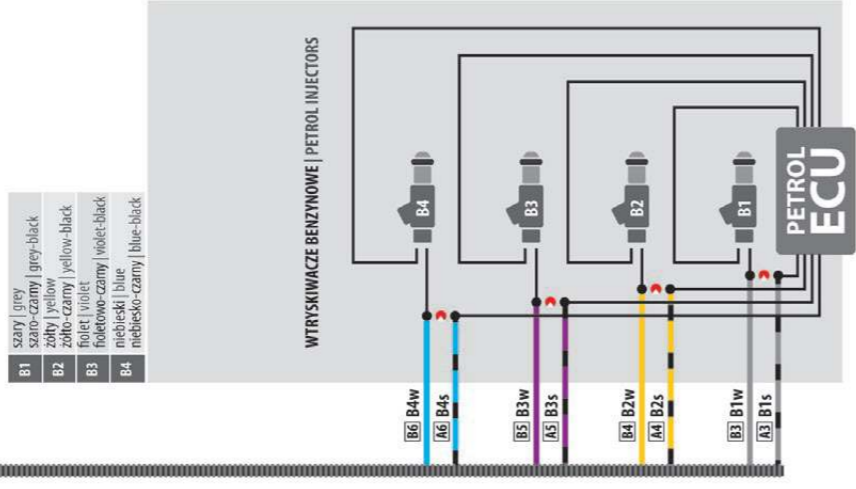 B1
szary | grey
szaro-czarny | grey-black
B2
żółty | yellow
żółto-czarny | yellow-black
B3
fiolet | violet
fioletowo-czarny | violet-black
B4
niebieski | blue
niebiesko-czarny | blue-black
WTRYSKIWACZE BENZYNOWE | PETROL INJECTORS
B4
B3
B2
B1
PETROL
ECU
B6 B4w
A6 B4s
B5 B3w
A5 B3s
B4 B2w
A4 B2s
B3 B1w
A3 B1s